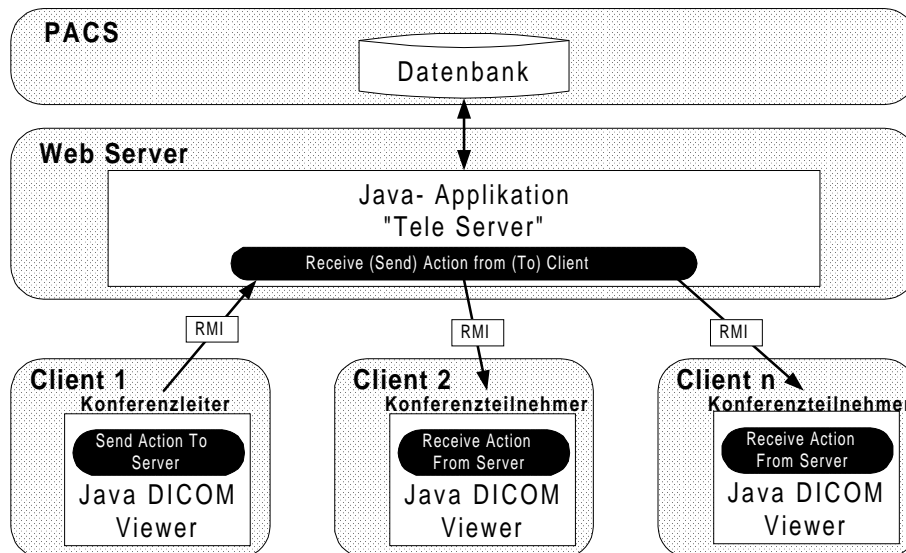 PACS
Datenbank
Web Server
Java- Applikation
"Tele Server"
Receive (Send) Action from (To) Client
RMI
RMI
RMI
Client 1
Konferenzleiter
Send Action To
Server
Java DICOM
Viewer
Client 2
Konferenzteilnehmer
Receive Action
From Server
Java DICOM
Viewer
Client n
Konferenzteilnehmer
Receive Action
From Server
Java DICOM
Viewer